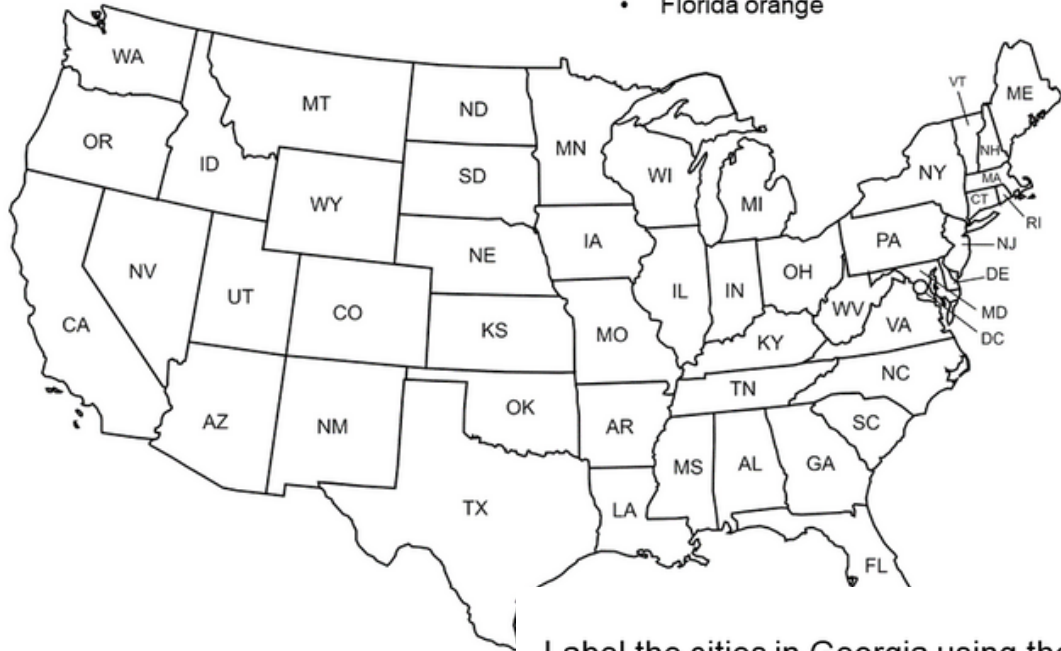 • Florida orange
WA
MT
ND
MN
VT
ME
OR
ID
SD
WI
NY
NH
MA
WY
MI
CT
RI
NE
IA
PA
NJ
NV
UT
CO
IL
IN
OH
DE
CA
KS
MO
WV
VA
MD
DC
KY
AZ
NM
OK
TN
NC
AR
SC
MS
AL
GA
TX
LA
FL
Label the cities in Georgia using the